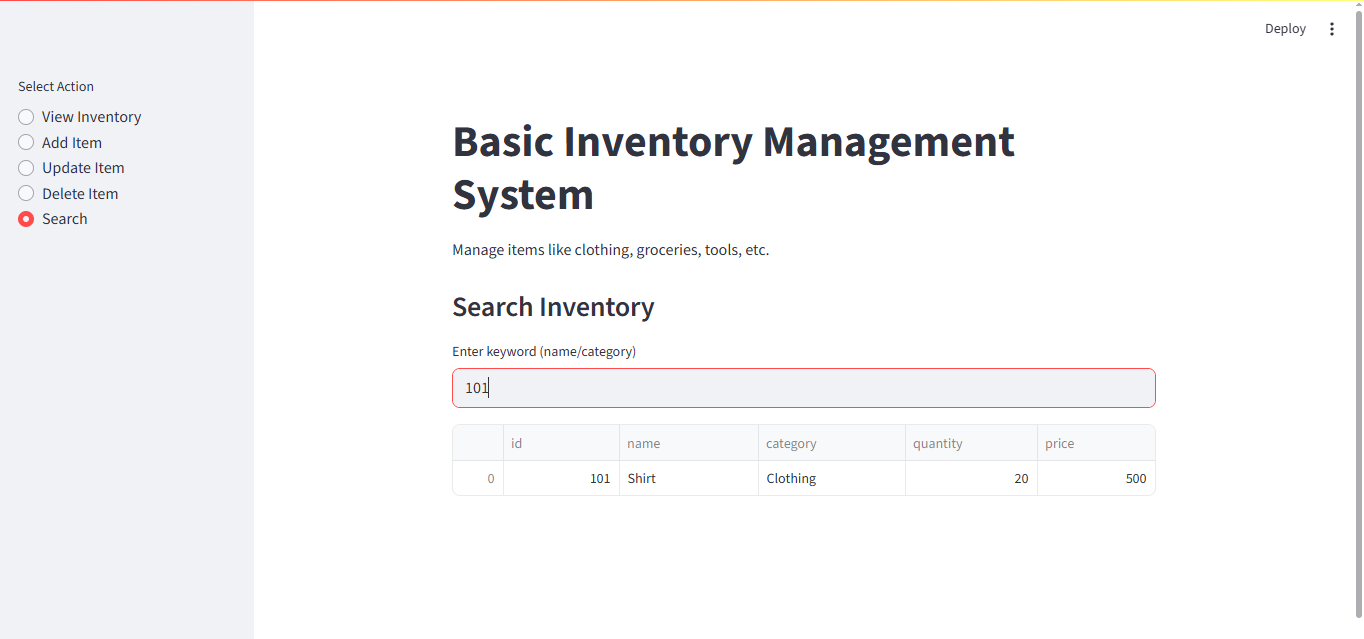 Deploy
Select Action
View Inventory
Add Item
Update Item
Delete Item
Search
Basic Inventory Management
System
Manage items like clothing, groceries, tools, etc.
Search Inventory
Enter keyword (name/category)
101
id name category quantity price
0 101 Shirt Clothing 20 500